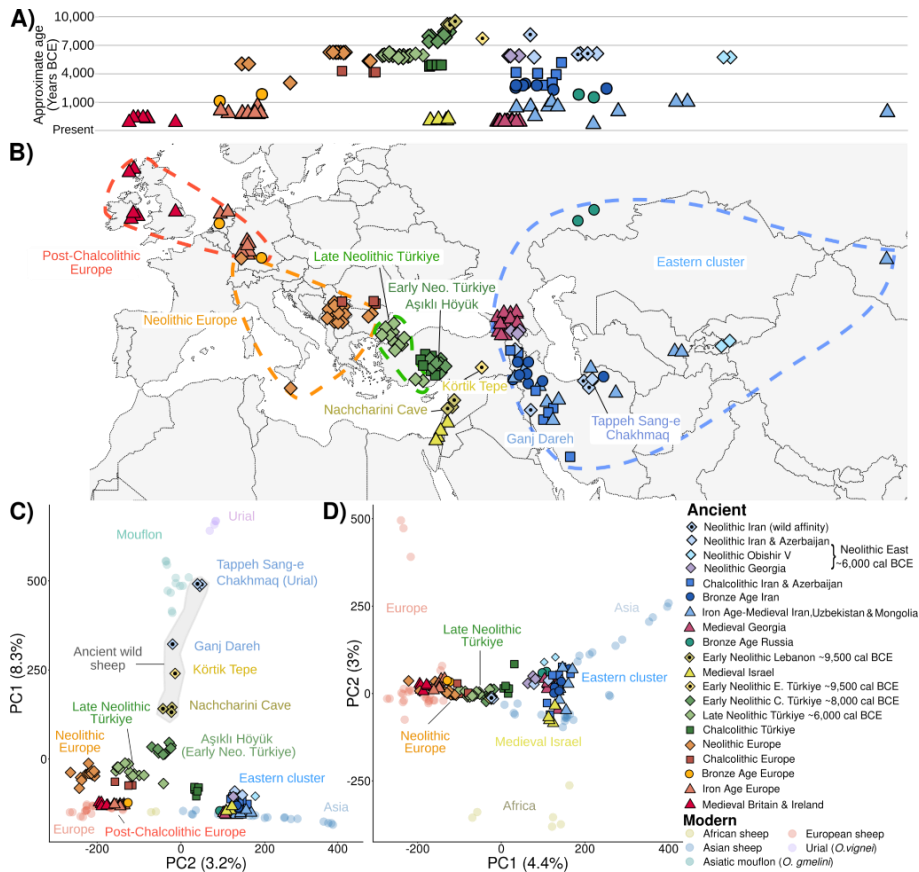 A)
Approximate age
(Years BCE)
10,000
7,000
4,000
1,000
Present
B)
Post-Chalcolithic
Europe
Late Neolithic Türkiye
Early Neo. Türkiye
Aşıklı Höyük
Eastern cluster
Neolithic Europe
Körtik Tepe
Nachcharini Cave
Ganj Dareh
Tappeh Sang-e
Chakhmaq
C)
Urial
Mouflon
Tappeh Sang-e
Chakhmaq (Urial)
Ancient wild
sheep
Ganj Dareh
Körtik Tepe
Late Neolithic
Türkiye
Nachcharini Cave
Neolithic
Europe
Aşıklı Höyük
(Early Neo. Türkiye)
Eastern cluster
Europe
Post-Chalcolithic Europe
Asia
PC1 (8.3%)
500
250
0
-200
0
200
400
PC2 (3.2%)
D)
Europe
Asia
Late Neolithic
Türkiye
Eastern cluster
Neolithic
Europe
Medieval Israel
Africa
PC2 (3%)
500
250
0
-250
-200
0
200
400
PC1 (4.4%)
Ancient
Neolithic Iran (wild affinity)
Neolithic Iran & Azerbaijan
Neolithic Obishir V
Neolithic Georgia
Neolithic East
~6,000 cal BCE
Chalcolithic Iran & Azerbaijan
Bronze Age Iran
Iron Age-Medieval Iran,Uzbekistan & Mongolia
Medieval Georgia
Bronze Age Russia
Early Neolithic Lebanon ~9,500 cal BCE
Medieval Israel
Early Neolithic E. Türkiye ~9,500 cal BCE
Early Neolithic C. Türkiye ~8,000 cal BCE
Late Neolithic Türkiye ~6,000 cal BCE
Chalcolithic Türkiye
Neolithic Europe
Chalcolithic Europe
Bronze Age Europe
Iron Age Europe
Medieval Britain & Ireland
Modern
African sheep
European sheep
Asian sheep
Urial (O.vignei)
Asiatic mouflon (O. gmelini)